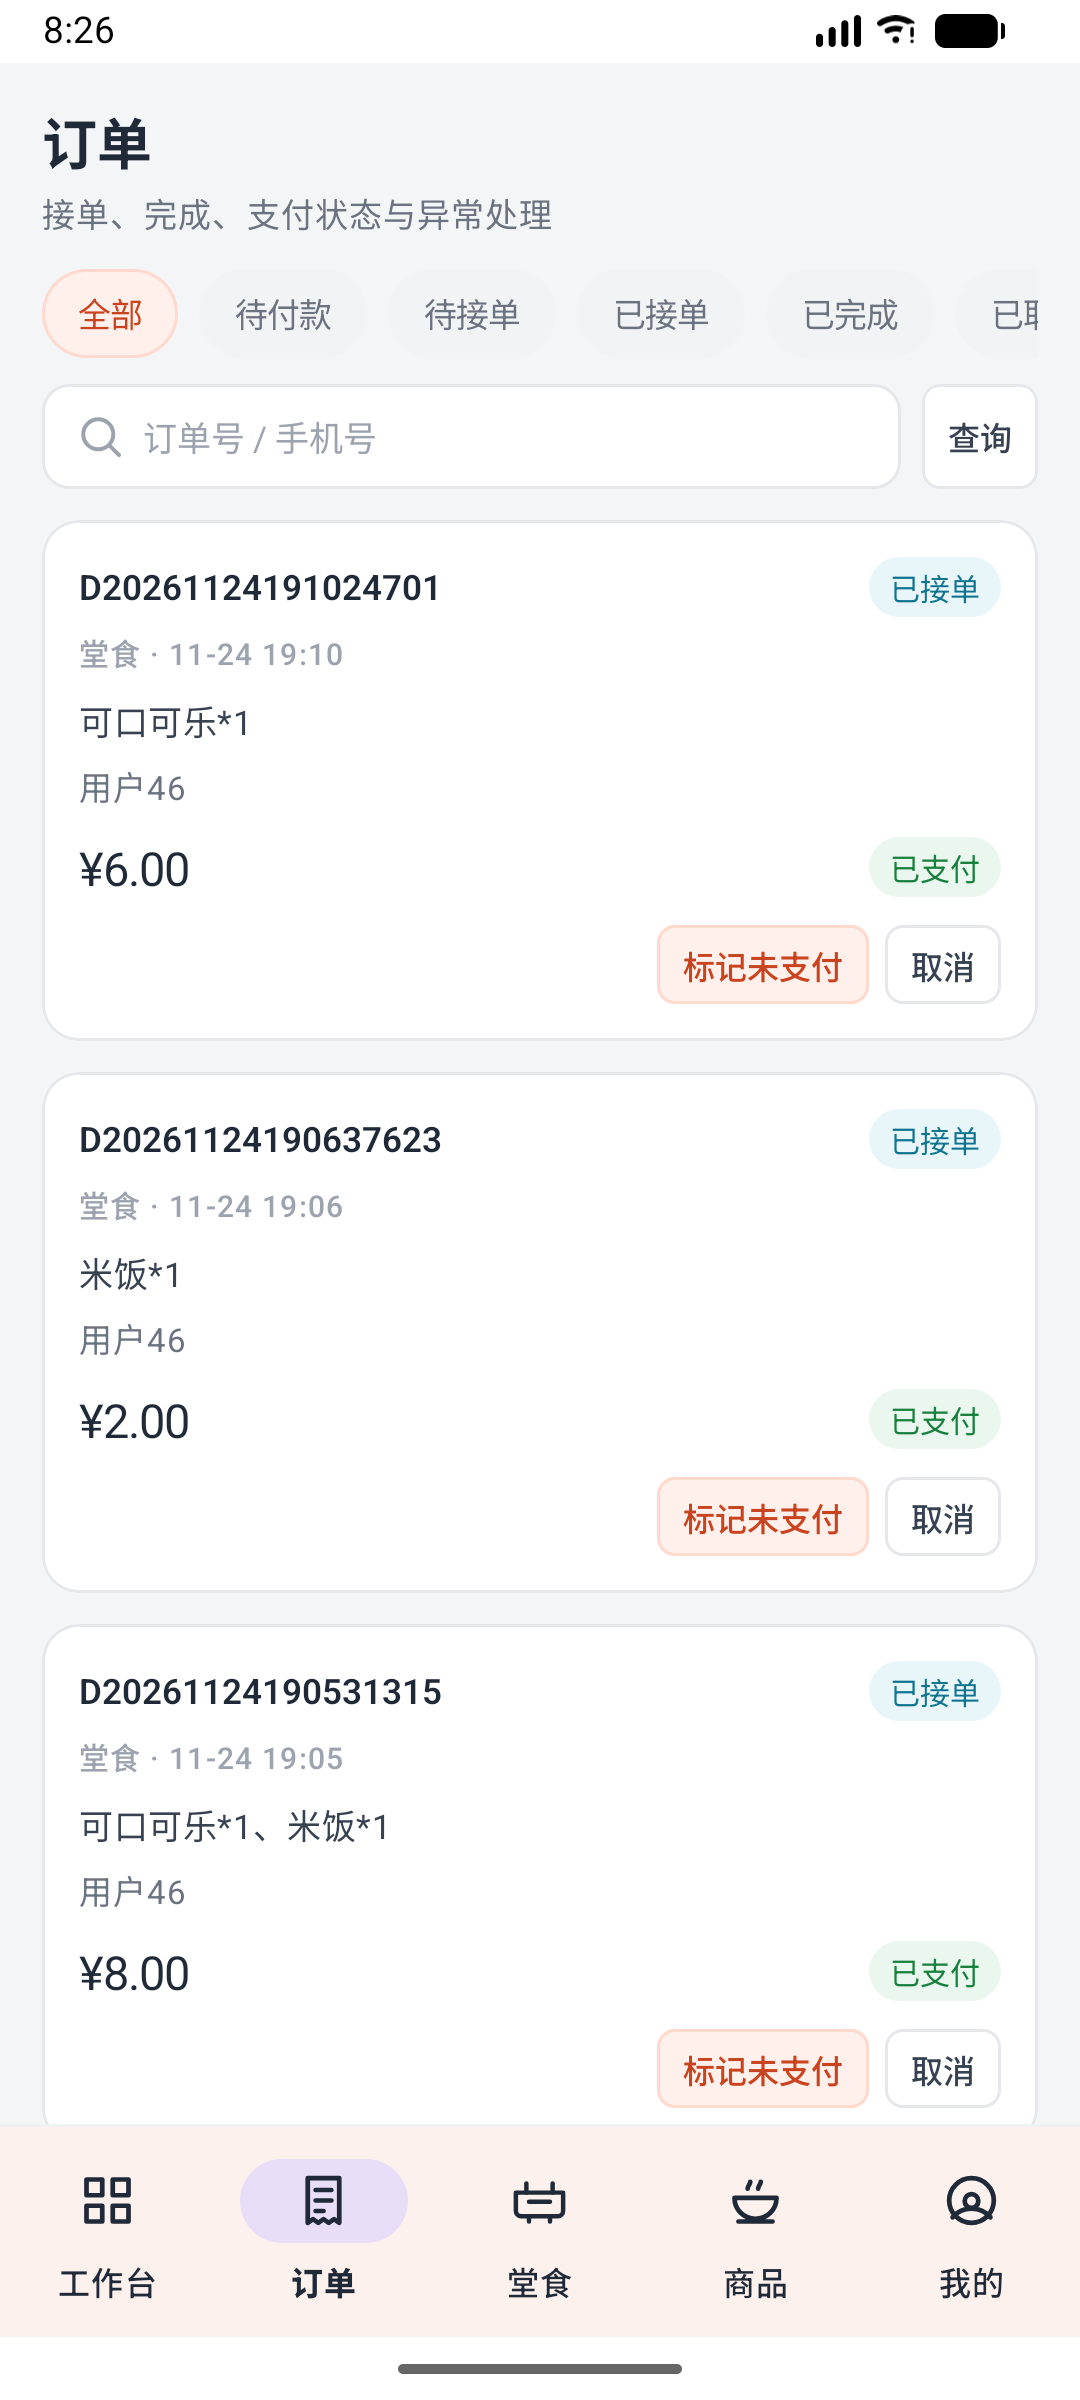 8:26
订单
接单、完成、支付状态与异常处理
全部 待付款 待接单 已接单 已完成 已取
订单号 / 手机号 查询
D20261124191024701 已接单
堂食 · 11-24 19:10
可口可乐*1
用户46
¥6.00 已支付
标记未支付 取消
D20261124190637623 已接单
堂食 · 11-24 19:06
米饭*1
用户46
¥2.00 已支付
标记未支付 取消
D20261124190531315 已接单
堂食 · 11-24 19:05
可口可乐*1、米饭*1
用户46
¥8.00 已支付
标记未支付 取消
工作台 订单 堂食 商品 我的